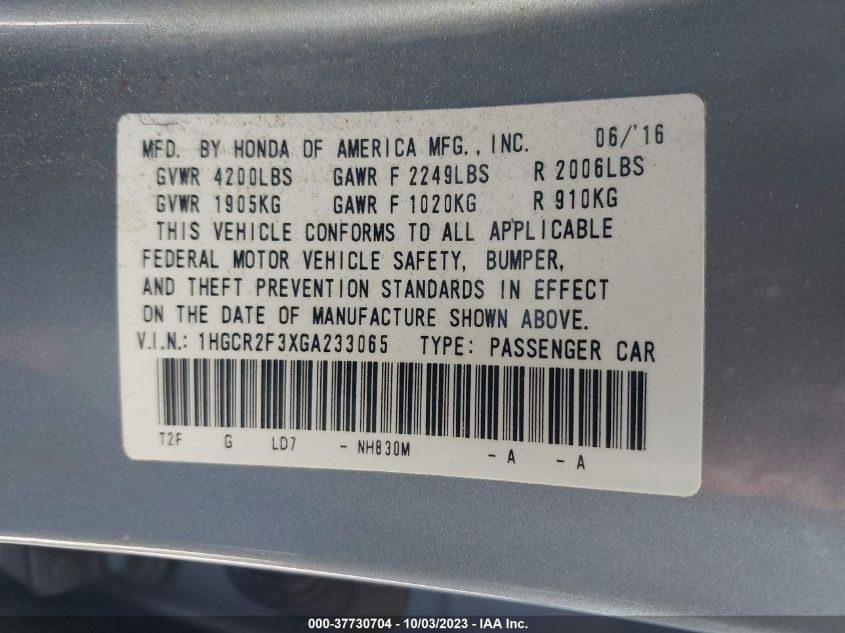 MFD. BY HONDA OF AMERICA MFG., INC. 06/'16
GVWR 4200LBS GAWR F 2249LBS R 2006LBS
GVWR 1905KG GAWR F 1020KG R 910KG
THIS VEHICLE CONFORMS TO ALL APPLICABLE
FEDERAL MOTOR VEHICLE SAFETY, BUMPER,
AND THEFT PREVENTION STANDARDS IN EFFECT
ON THE DATE OF MANUFACTURE SHOWN ABOVE.
V.I.N.: 1HGCR2F3XGA233065 TYPE: PASSENGER CAR
T2F G LD7 - NH830M - A - A
000-37730704 - 10/03/2023 - IAA Inc.